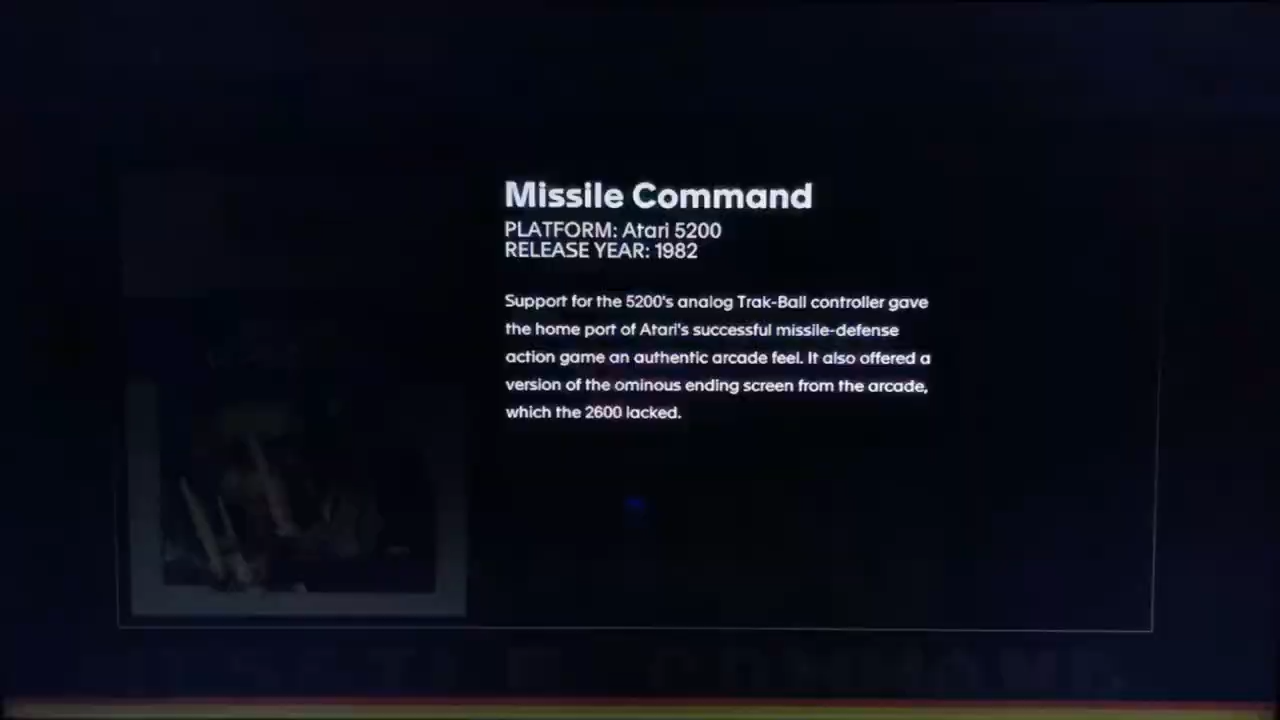 Missile Command
PLATFORM: Atari 5200
RELEASE YEAR: 1982
Support for the 5200's analog Trak-Ball controller gave
the home port of Atari's successful missile-defense
action game an authentic arcade feel. It also offered a
version of the ominous ending screen from the arcade,
which the 2600 lacked.
MISSILE COMMAND